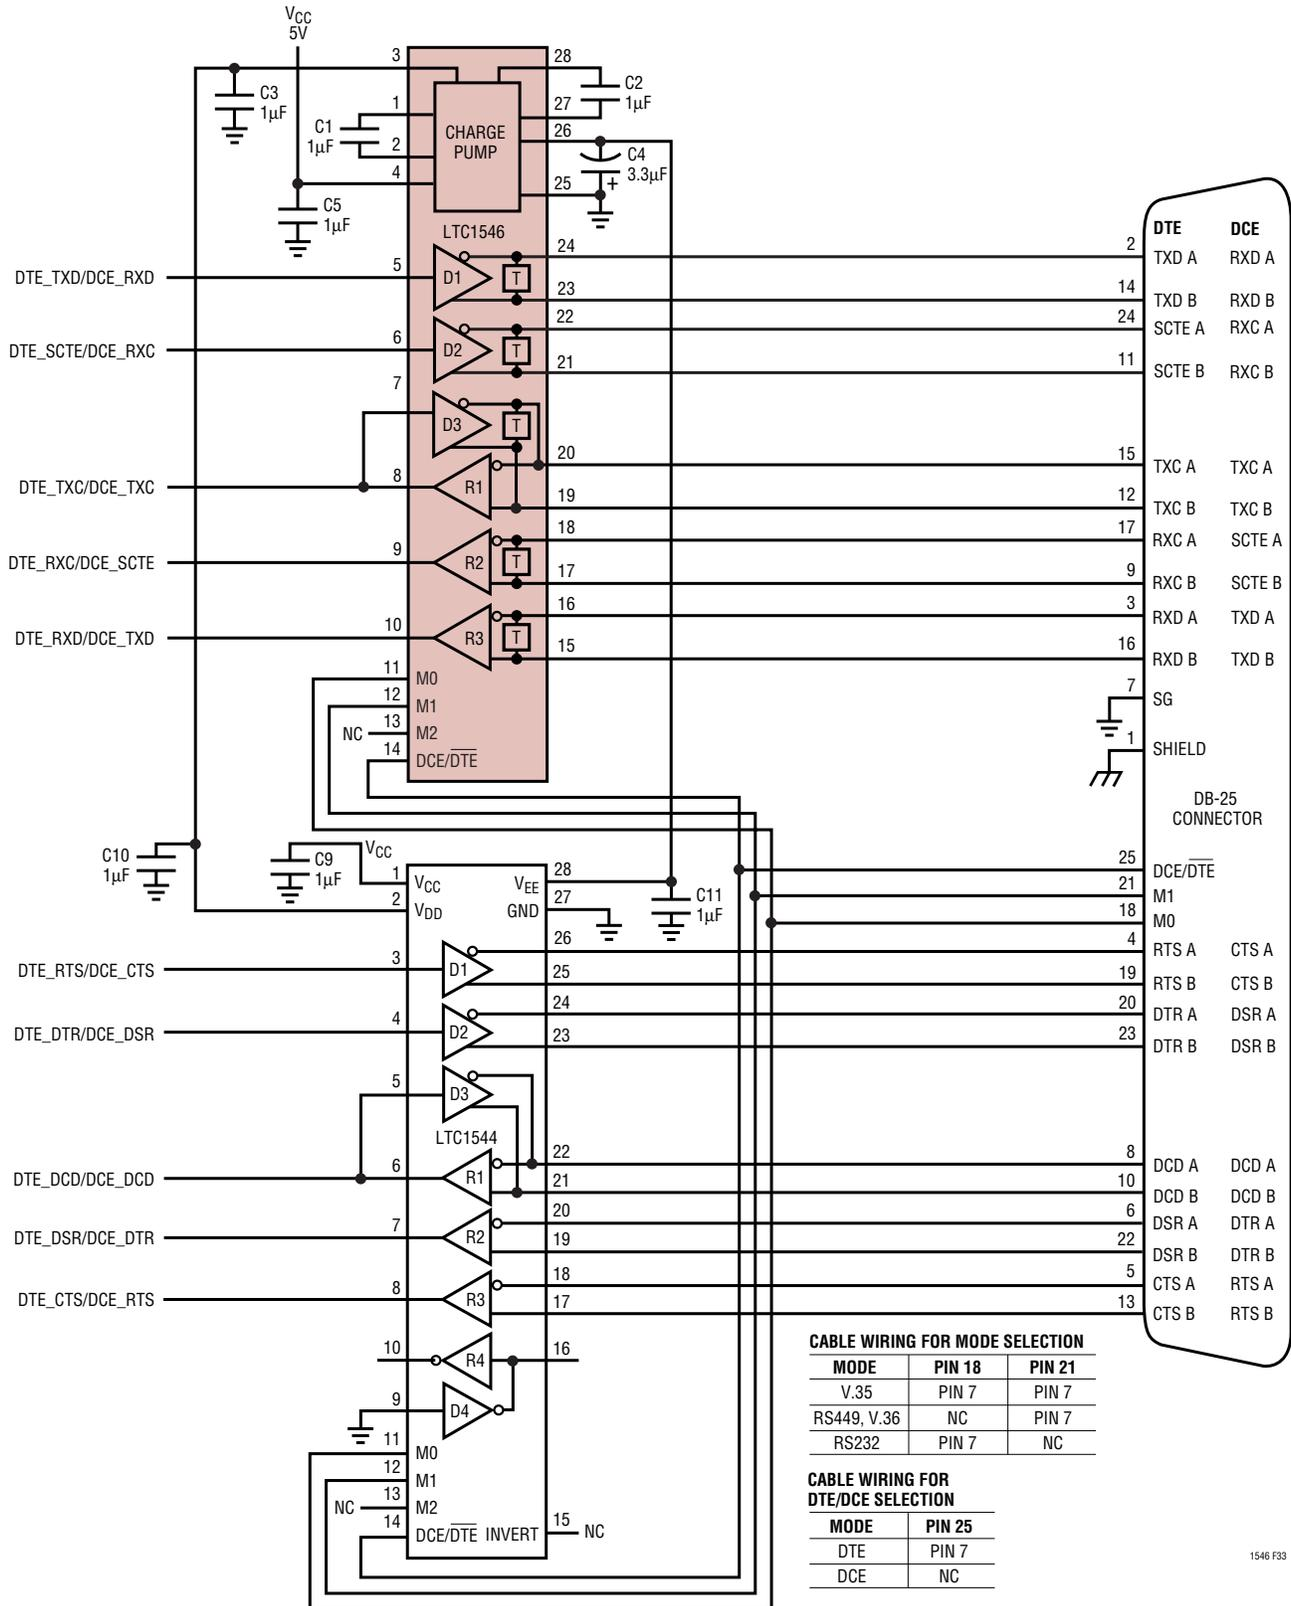 VCC
5V
3
28
C3
1µF
C2
1µF
1
27
C1
1µF
CHARGE
PUMP
26
2
C4
3.3µF
+
4
25
C5
1µF
LTC1546
DTE DCE
DTE_TXD/DCE_RXD 5 D1 T 24 2 TXD A RXD A
23 14 TXD B RXD B
DTE_SCTE/DCE_RXC 6 D2 T 22 24 SCTE A RXC A
21 11 SCTE B RXC B
7 D3 T
20 15 TXC A TXC A
DTE_TXC/DCE_TXC 8 R1
19 12 TXC B TXC B
18 17 RXC A SCTE A
DTE_RXC/DCE_SCTE 9 R2 T
17 9 RXC B SCTE B
16 3 RXD A TXD A
DTE_RXD/DCE_TXD 10 R3 T
15 16 RXD B TXD B
11 M0
12 M1
NC 13 M2
14 DCE/DTE
7 SG
1 SHIELD
DB-25
CONNECTOR
C10
1µF
C9
1µF
VCC
1 VCC VEE 28
2 VDD GND 27
C11
1µF
25 DCE/DTE
21 M1
18 M0
26 4 RTS A CTS A
DTE_RTS/DCE_CTS 3 D1
25 19 RTS B CTS B
24 20 DTR A DSR A
DTE_DTR/DCE_DSR 4 D2
23 23 DTR B DSR B
5 D3
LTC1544
22 8 DCD A DCD A
DTE_DCD/DCE_DCD 6 R1
21 10 DCD B DCD B
20 6 DSR A DTR A
DTE_DSR/DCE_DTR 7 R2
19 22 DSR B DTR B
18 5 CTS A RTS A
DTE_CTS/DCE_RTS 8 R3
17 13 CTS B RTS B
10 R4 16
9 D4
11 M0
12 M1
NC 13 M2
14 DCE/DTE INVERT 15 NC
CABLE WIRING FOR MODE SELECTION
MODE PIN 18 PIN 21
V.35 PIN 7 PIN 7
RS449, V.36 NC PIN 7
RS232 PIN 7 NC
CABLE WIRING FOR
DTE/DCE SELECTION
MODE PIN 25
DTE PIN 7
DCE NC
1546 F33